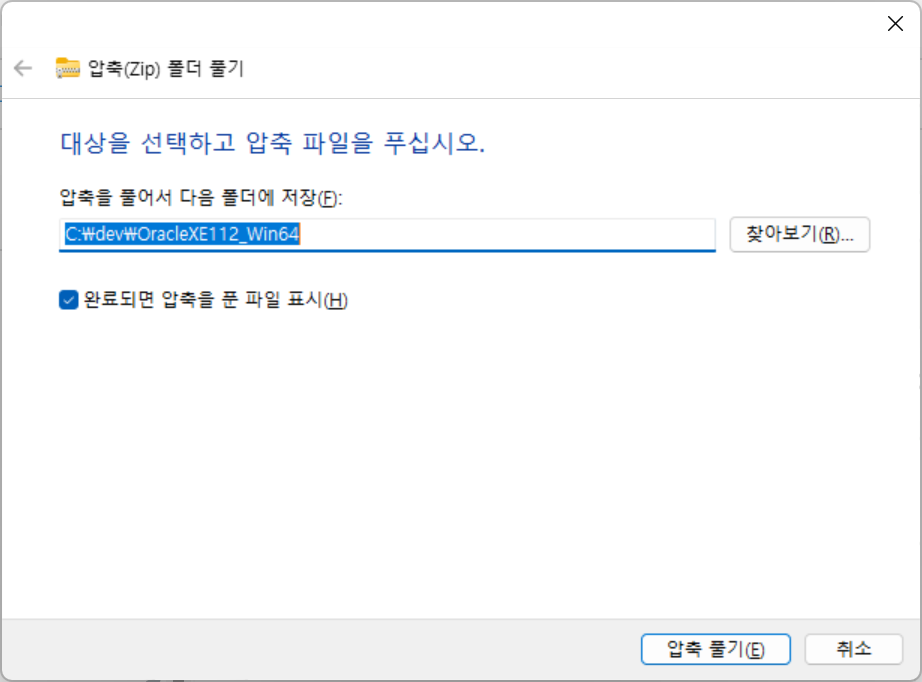 압축(Zip) 폴더 풀기
대상을 선택하고 압축 파일을 푸십시오.
압축을 풀어서 다음 폴더에 저장(F):
C:₩dev₩OracleXE112_Win64
찾아보기(R)...
완료되면 압축을 푼 파일 표시(H)
압축 풀기(E)
취소